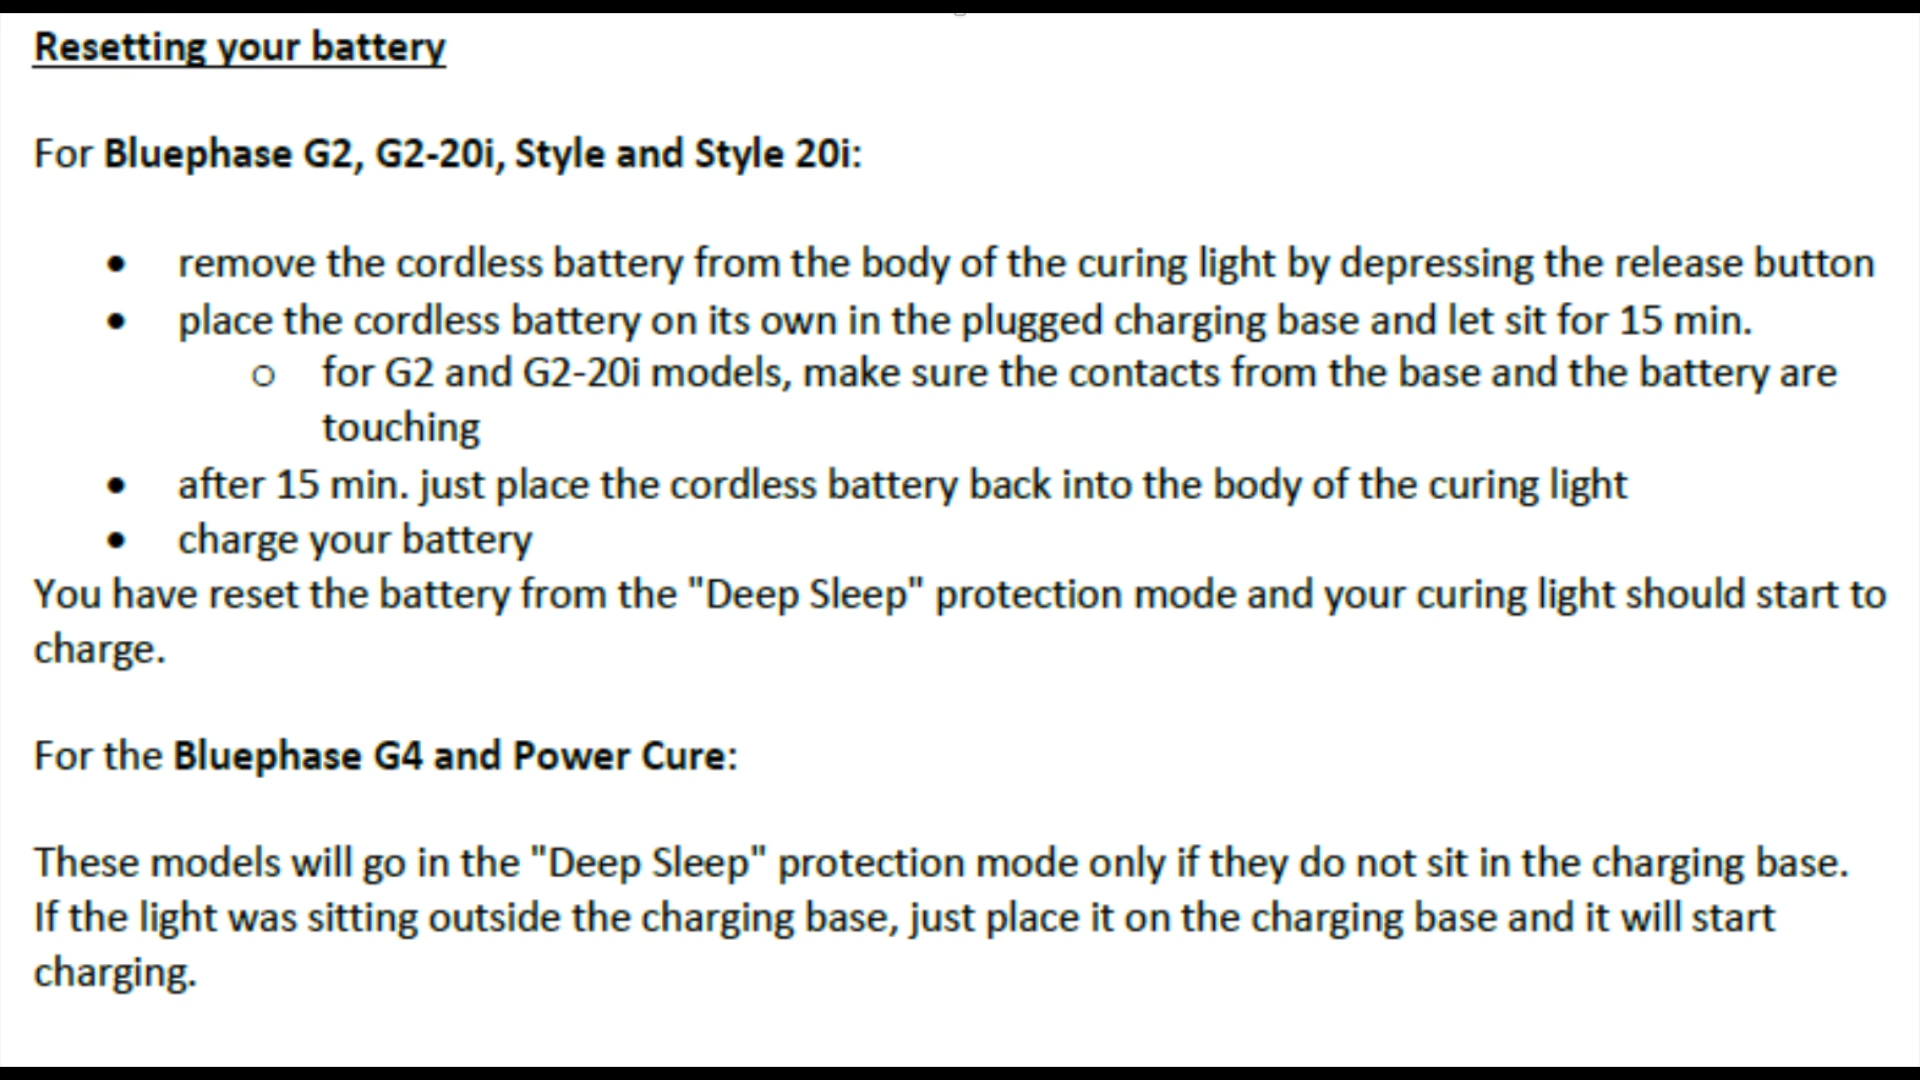 Resetting your battery
For Bluephase G2, G2-20i, Style and Style 20i:
• remove the cordless battery from the body of the curing light by depressing the release button
• place the cordless battery on its own in the plugged charging base and let sit for 15 min.
o for G2 and G2-20i models, make sure the contacts from the base and the battery are
touching
• after 15 min. just place the cordless battery back into the body of the curing light
• charge your battery
You have reset the battery from the "Deep Sleep" protection mode and your curing light should start to
charge.
For the Bluephase G4 and Power Cure:
These models will go in the "Deep Sleep" protection mode only if they do not sit in the charging base.
If the light was sitting outside the charging base, just place it on the charging base and it will start
charging.